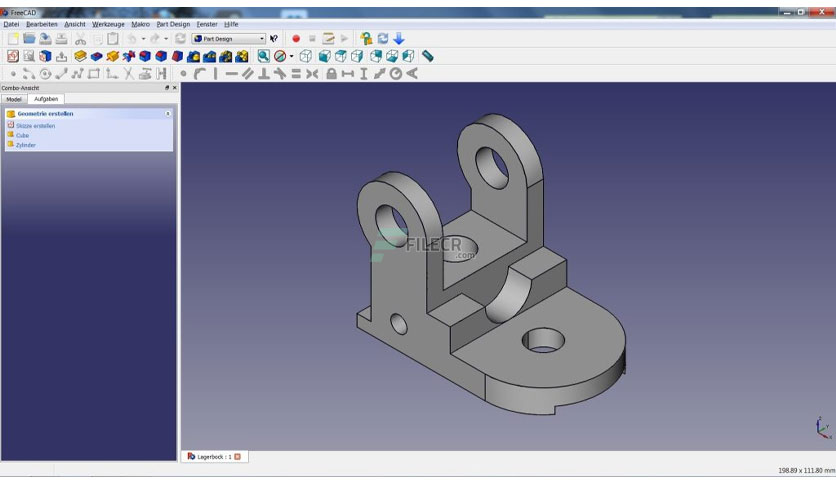 FreeCAD
Datei Bearbeiten Ansicht Werkzeuge Makro Part Design Fenster Hilfe
Part Design
Combo-Ansicht
Model Aufgaben
Geometrie erstellen
Skizze erstellen
Cube
Zylinder
FILECR
.com
Lagerbock : 1
198.89 x 111.80 mm